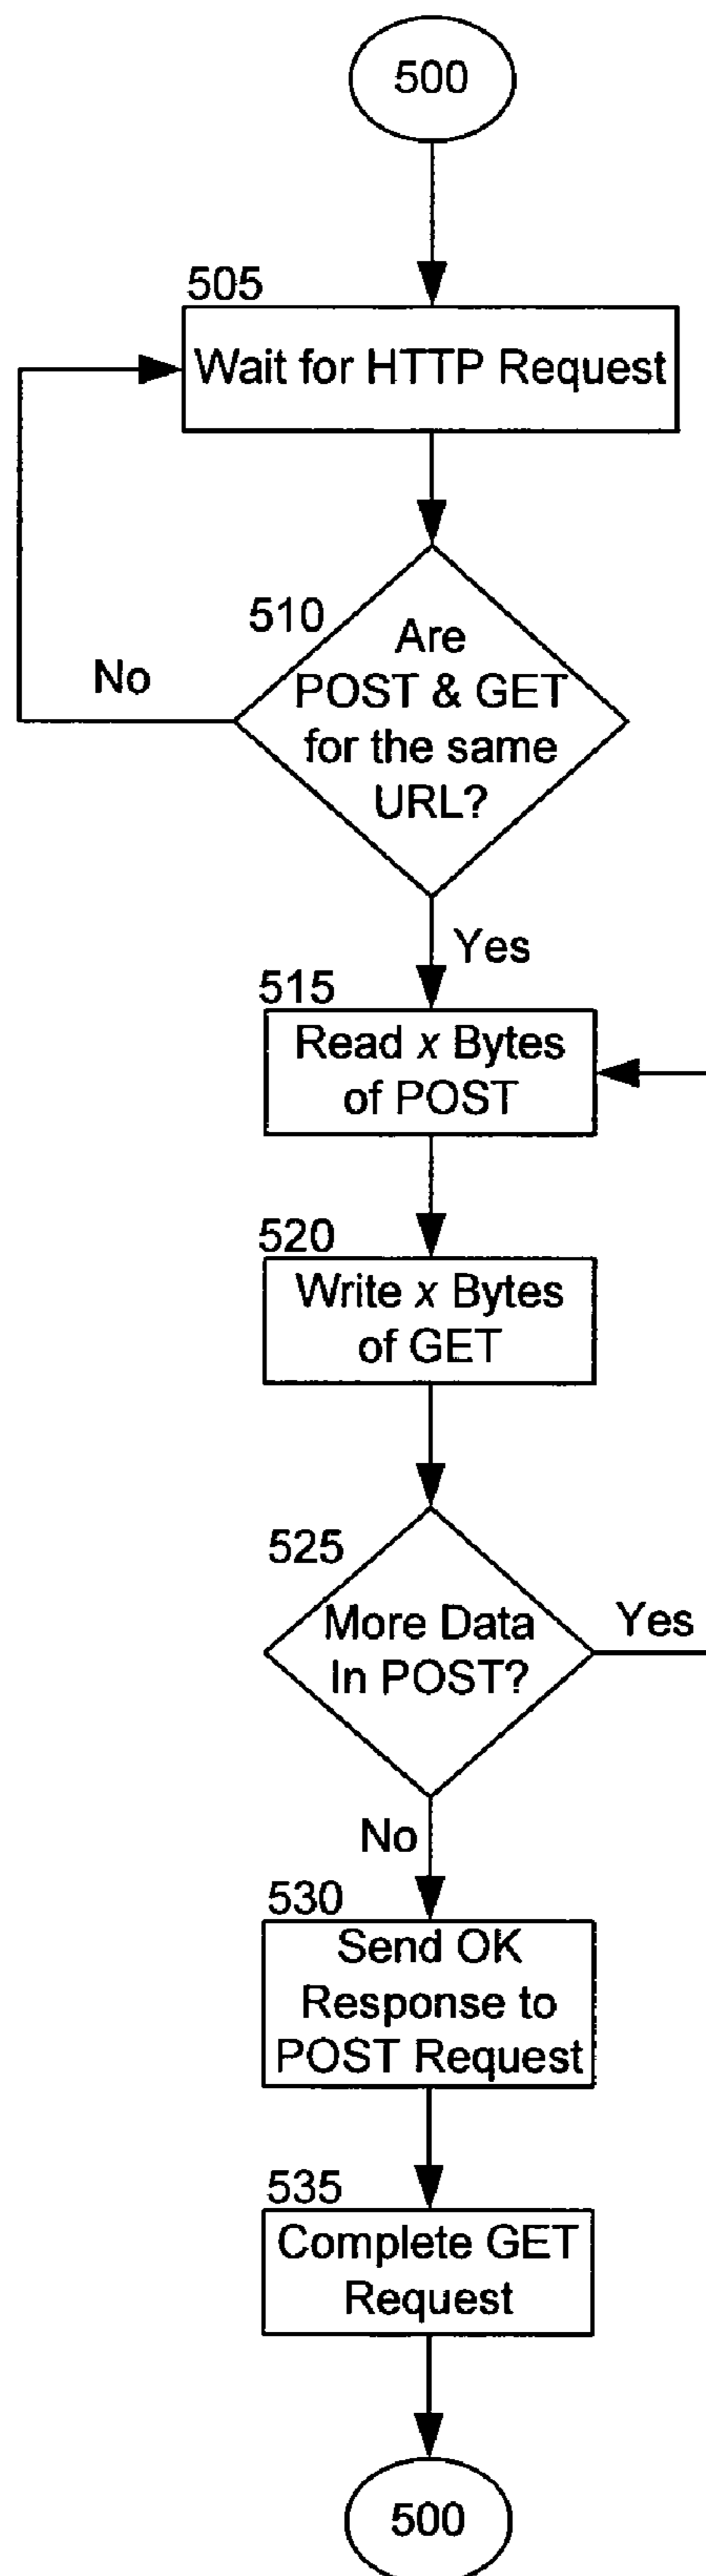 500
505
Wait for HTTP Request
510
Are
POST & GET
for the same
URL?
No
Yes
515
Read x Bytes
of POST
520
Write x Bytes
of GET
525
More Data
In POST?
Yes
No
530
Send OK
Response to
POST Request
535
Complete GET
Request
500